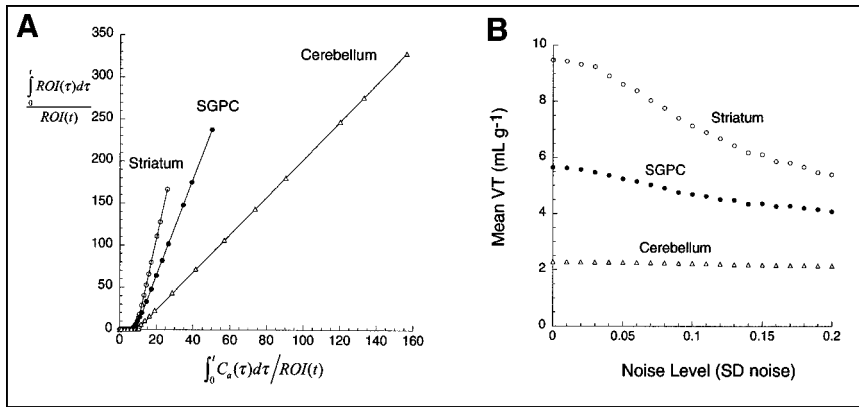 A
350
300
250
200
150
100
50
0
∫₀ᵗ ROI(τ)dτ
ROI(t)
Striatum
SGPC
Cerebellum
0 20 40 60 80 100 120 140 160
∫₀ᵗ Cₐ(τ)dτ/ROI(t)
B
10
8
6
4
2
0
Mean VT (mL g-1)
Striatum
SGPC
Cerebellum
0 0.05 0.1 0.15 0.2
Noise Level (SD noise)